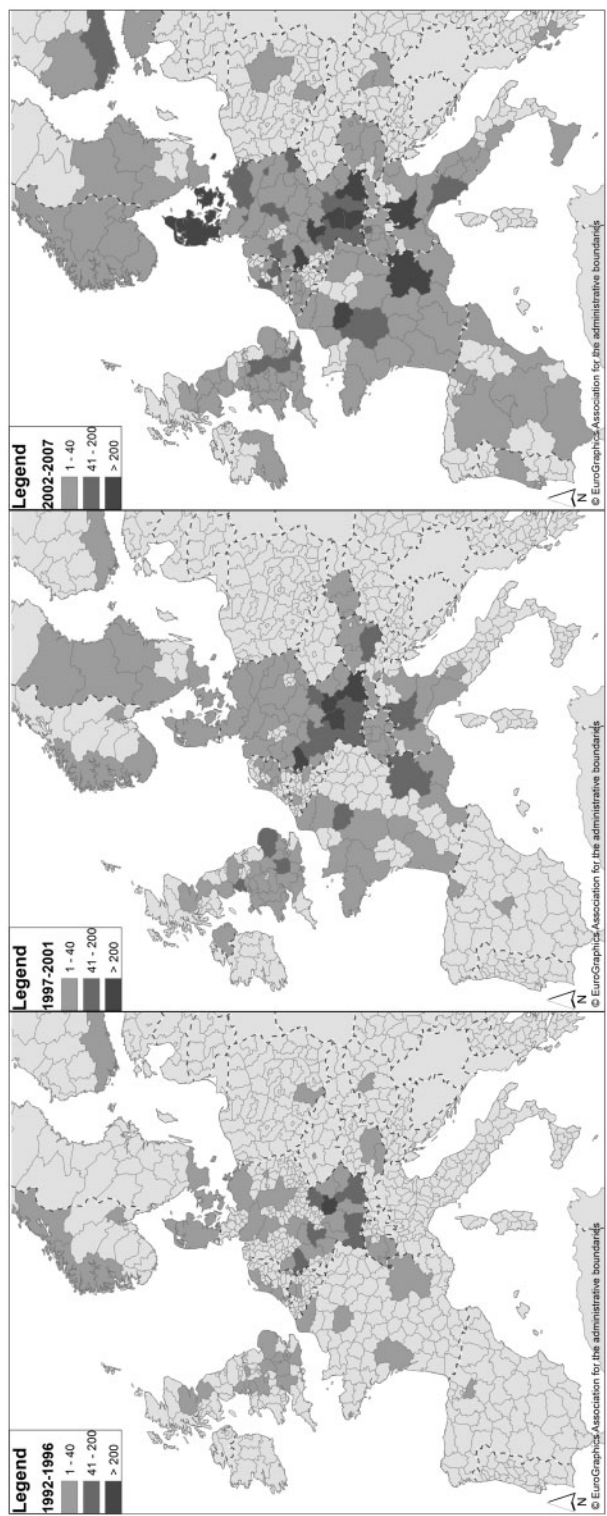 Legend
1992-1996
1 - 40
41 - 200
> 200
N
© EuroGraphics Association for the administrative boundaries
Legend
1997-2001
1 - 40
41 - 200
> 200
N
© EuroGraphics Association for the administrative boundaries
Legend
2002-2007
1 - 40
41 - 200
> 200
N
© EuroGraphics Association for the administrative boundaries